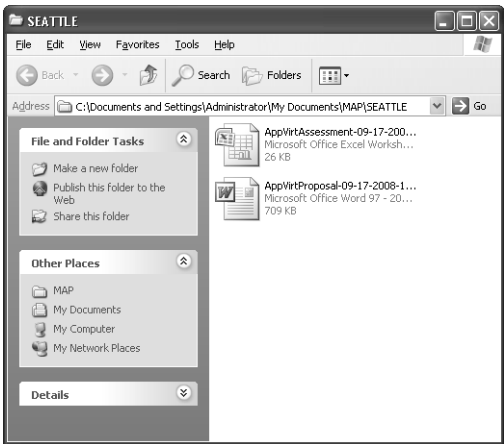 SEATTLE
File Edit View Favorites Tools Help
Back Search Folders
Address C:\Documents and Settings\Administrator\My Documents\MAP\SEATTLE Go
File and Folder Tasks
Make a new folder
Publish this folder to the
Web
Share this folder
Other Places
MAP
My Documents
My Computer
My Network Places
Details
AppVirtAssessment-09-17-200...
Microsoft Office Excel Worksh...
26 KB
AppVirtProposal-09-17-2008-1...
Microsoft Office Word 97 - 20...
709 KB